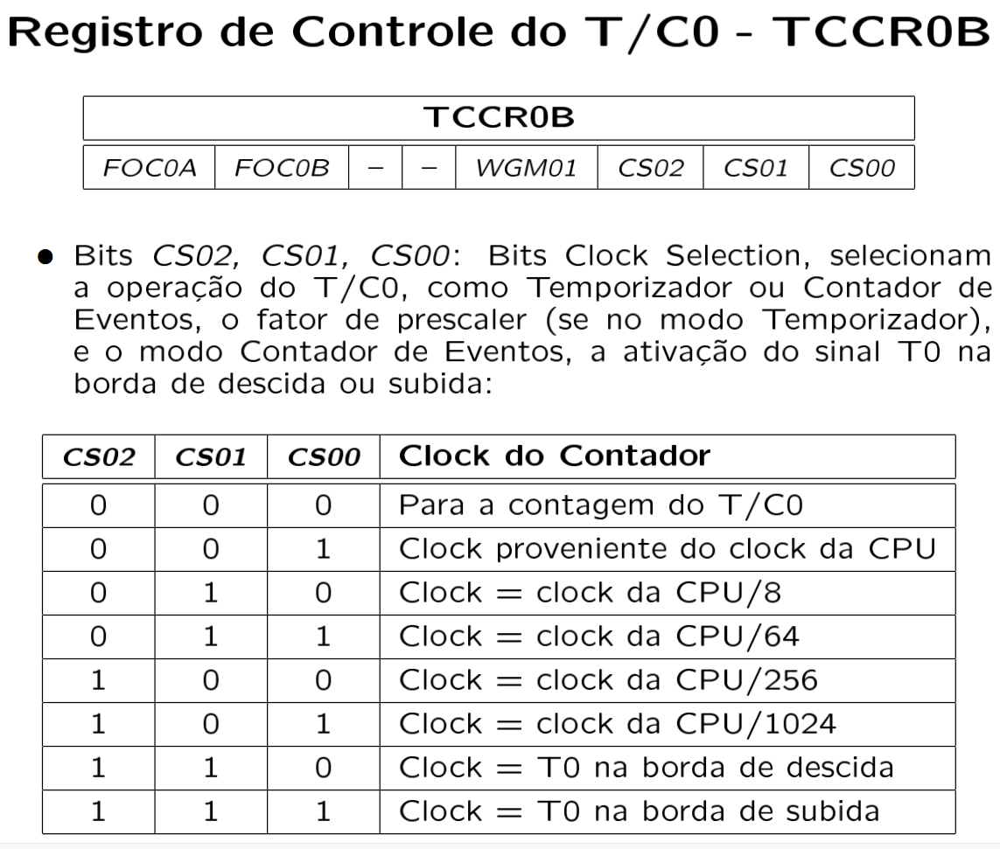 Registro de Controle do T/C0 - TCCR0B
TCCR0B
FOC0A FOC0B – – WGM01 CS02 CS01 CS00
● Bits CS02, CS01, CS00: Bits Clock Selection, selecionam
a operação do T/C0, como Temporizador ou Contador de
Eventos, o fator de prescaler (se no modo Temporizador),
e o modo Contador de Eventos, a ativação do sinal T0 na
borda de descida ou subida:
CS02 CS01 CS00 Clock do Contador
0 0 0 Para a contagem do T/C0
0 0 1 Clock proveniente do clock da CPU
0 1 0 Clock = clock da CPU/8
0 1 1 Clock = clock da CPU/64
1 0 0 Clock = clock da CPU/256
1 0 1 Clock = clock da CPU/1024
1 1 0 Clock = T0 na borda de descida
1 1 1 Clock = T0 na borda de subida